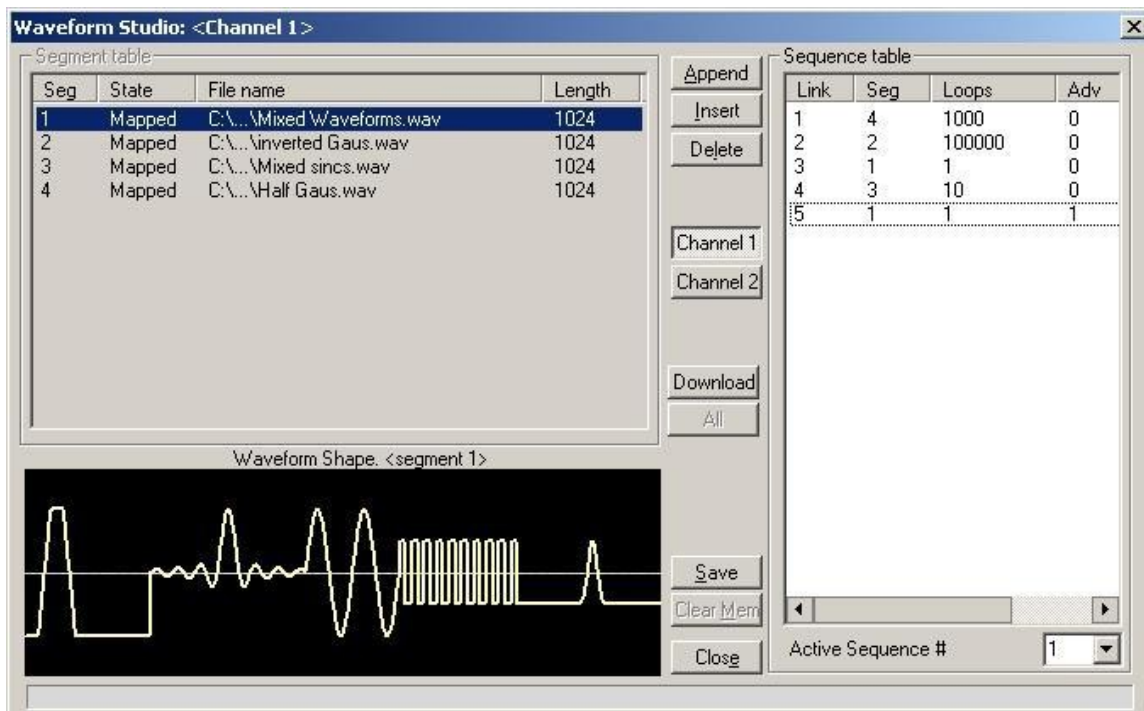 Waveform Studio: <Channel 1>
Segment table
Seg State File name Length
1 Mapped C:\...\Mixed Waveforms.wav 1024
2 Mapped C:\...\inverted Gaus.wav 1024
3 Mapped C:\...\Mixed sincs.wav 1024
4 Mapped C:\...\Half Gaus.wav 1024
Append
Insert
Delete
Channel 1
Channel 2
Download
All
Sequence table
Link Seg Loops Adv
1 4 1000 0
2 2 100000 0
3 1 1 0
4 3 10 0
5 1 1 1
Waveform Shape. <segment 1>
Save
Clear Mem
Close
Active Sequence # 1